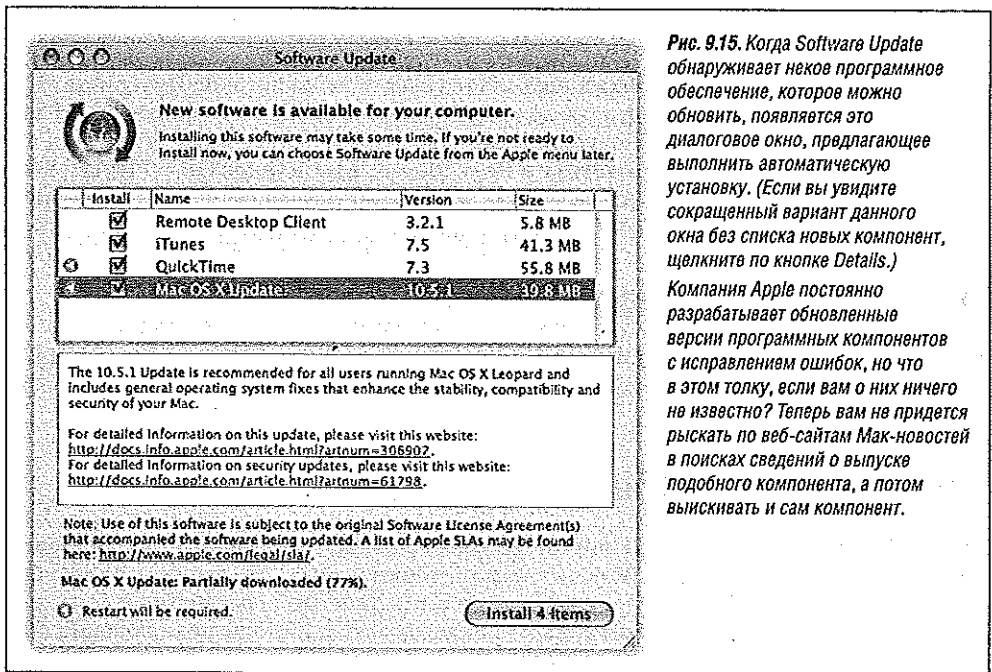 Software Update
New software is available for your computer.
Installing this software may take some time. If you're not ready to
install now, you can choose Software Update from the Apple menu later.
Install Name Version Size
Remote Desktop Client 3.2.1 5.8 MB
iTunes 7.5 41.3 MB
QuickTime 7.3 55.8 MB
Mac OS X Update 10.5.1 39.8 MB
The 10.5.1 Update is recommended for all users running Mac OS X Leopard and
includes general operating system fixes that enhance the stability, compatibility and
security of your Mac.
For detailed information on this update, please visit this website:
http://docs.info.apple.com/article.html?artnum=306907.
For detailed information on security updates, please visit this website:
http://docs.info.apple.com/article.html?artnum=61798.
Note: Use of this software is subject to the original Software License Agreement(s)
that accompanied the software being updated. A list of Apple SLAs may be found
here: http://www.apple.com/legal/sla/.
Mac OS X Update: Partially downloaded (77%).
Restart will be required.
Install 4 Items
Рис. 9.15. Когда Software Update
обнаруживает некое программное
обеспечение, которое можно
обновить, появляется это
диалоговое окно, предлагающее
выполнить автоматическую
установку. (Если вы увидите
сокращенный вариант данного
окна без списка новых компонент,
щелкните по кнопке Details.)
Компания Apple постоянно
разрабатывает обновленные
версии программных компонентов
с исправлением ошибок, но что
в этом толку, если вам о них ничего
не известно? Теперь вам не придется
рыскать по веб-сайтам Мак-новостей
в поисках сведений о выпуске
подобного компонента, а потом
выискивать и сам компонент.